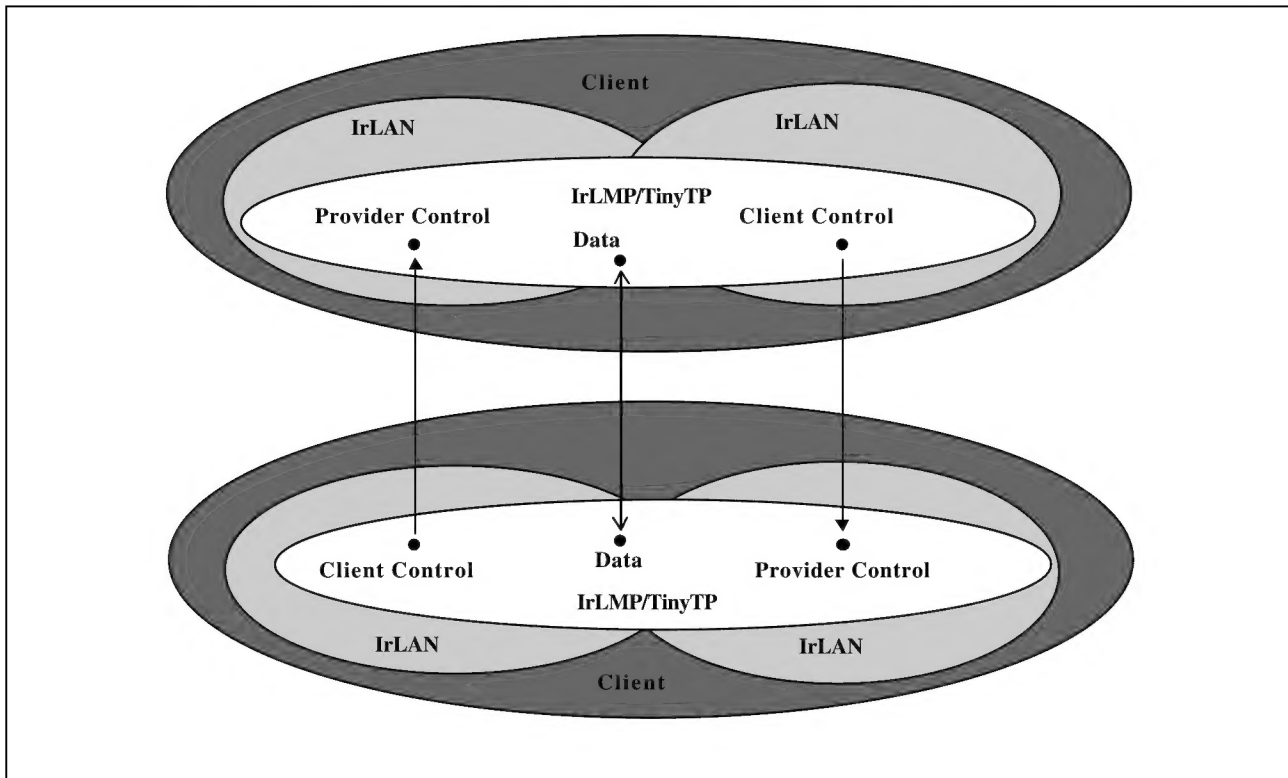 Client
IrLAN
IrLAN
IrLMP/TinyTP
Provider Control
Client Control
Data
Client Control
Data
Provider Control
IrLMP/TinyTP
IrLAN
IrLAN
Client